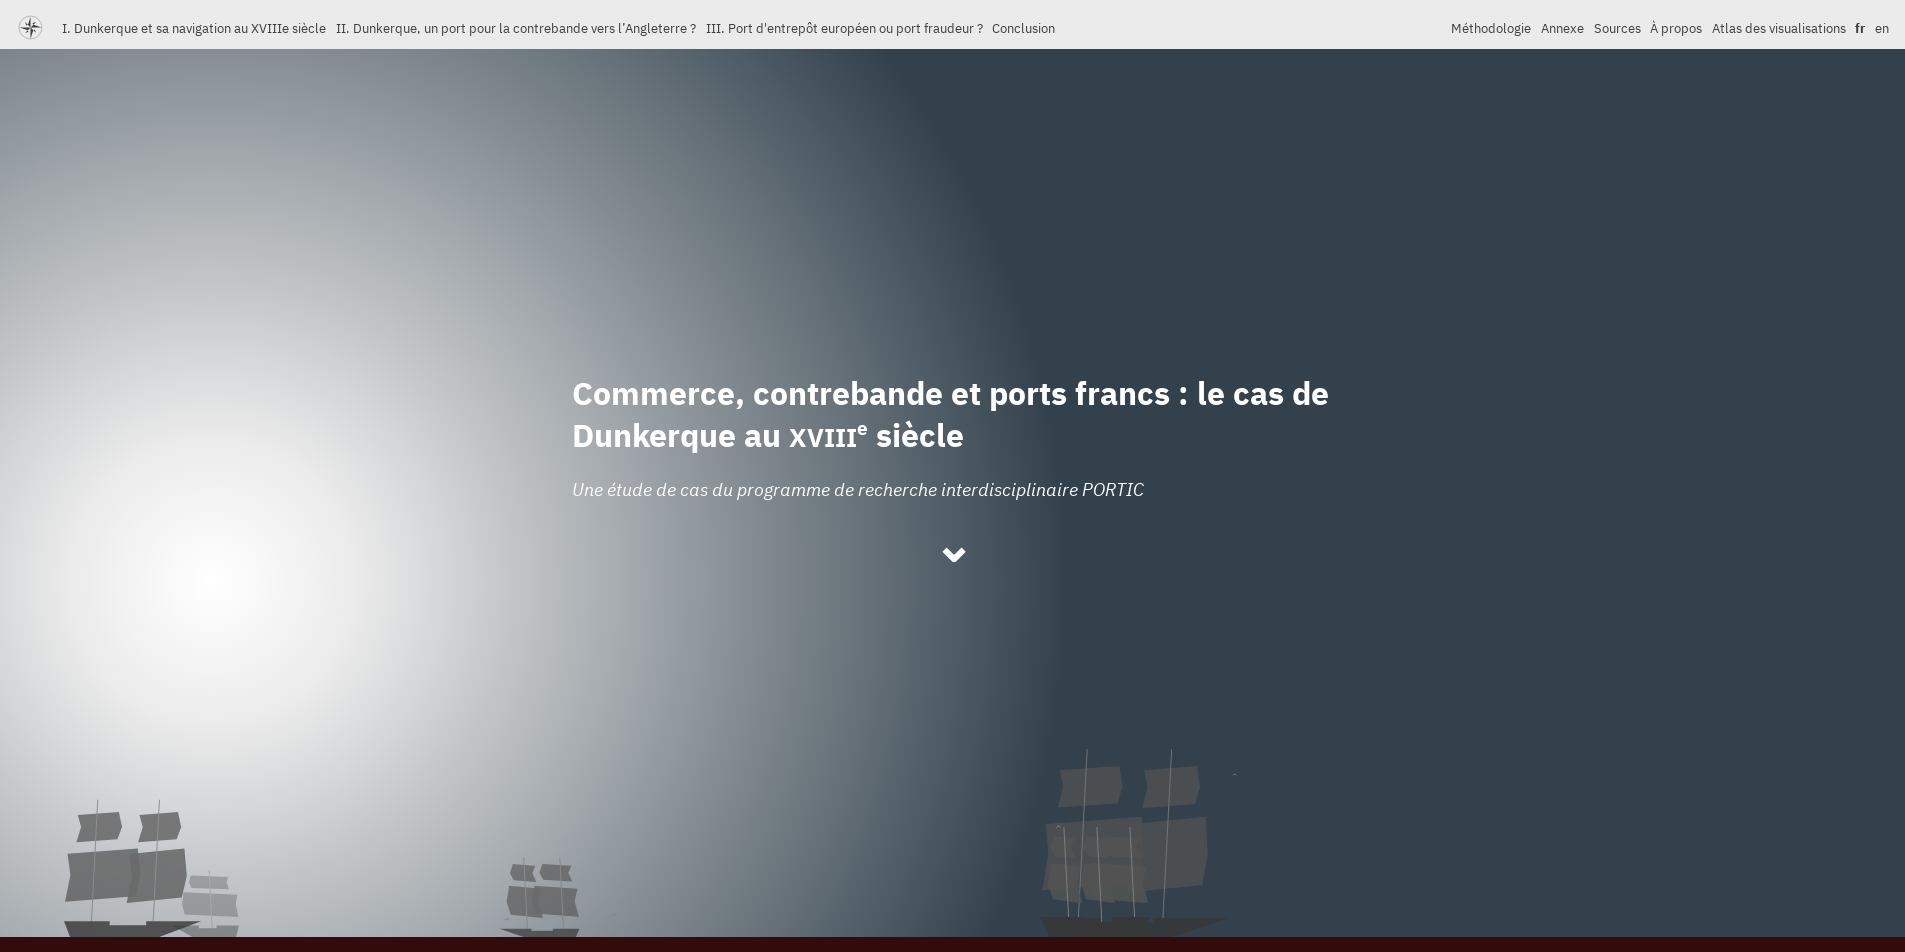 I. Dunkerque et sa navigation au XVIIIe siècle II. Dunkerque, un port pour la contrebande vers l’Angleterre ? III. Port d'entrepôt européen ou port fraudeur ? Conclusion Méthodologie Annexe Sources À propos Atlas des visualisations fr en
Commerce, contrebande et ports francs : le cas de
Dunkerque au XVIIIe siècle
Une étude de cas du programme de recherche interdisciplinaire PORTIC